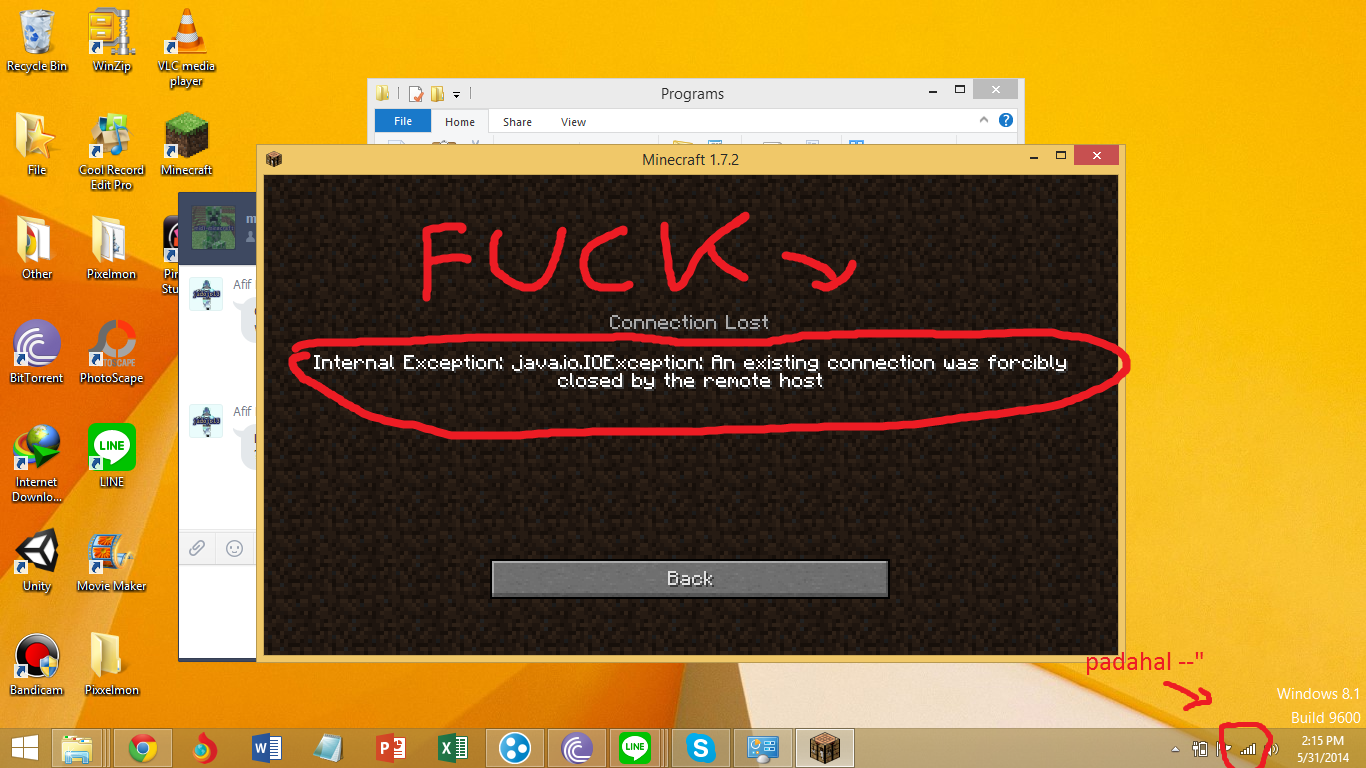 Recycle Bin
WinZip
VLC media
player
Programs
File
Home
Share
View
File
Cool Record
Edit Pro
Minecraft
Minecraft 1.7.2
FUCK
Connection Lost
Internal Exception: java.io.IOException: An existing connection was forcibly
closed by the remote host
Back
Other
Pixelmon
Afif
BitTorrent
PhotoScape
Afif
Internet
Downlo...
LINE
LINE
Unity
Movie Maker
Bandicam
Pixxelmon
padahal --"
Windows 8.1
Build 9600
LINE
2:15 PM
5/31/2014